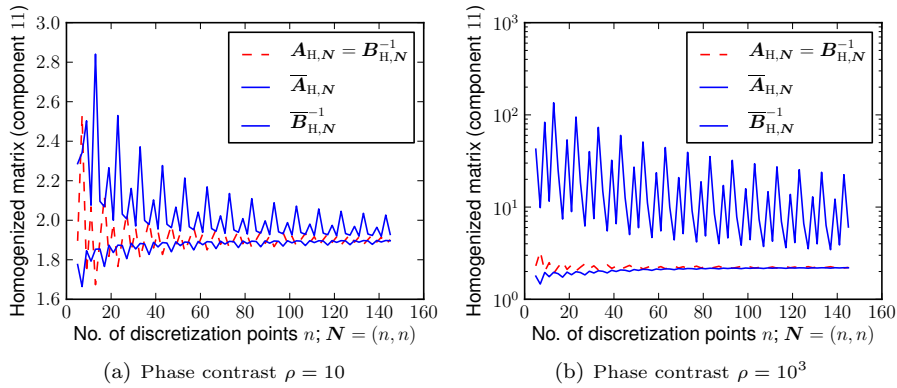 3.0
2.8
2.6
2.4
2.2
2.0
1.8
1.6
0 20 40 60 80 100 120 140 160
Homogenized matrix (component 11)
No. of discretization points n; N = (n, n)
A_{H,N} = B_{H,N}^{-1}
\overline{A}_{H,N}
\overline{B}_{H,N}^{-1}
(a) Phase contrast ρ = 10
10^3
10^2
10^1
10^0
0 20 40 60 80 100 120 140 160
Homogenized matrix (component 11)
No. of discretization points n; N = (n, n)
A_{H,N} = B_{H,N}^{-1}
\overline{A}_{H,N}
\overline{B}_{H,N}^{-1}
(b) Phase contrast ρ = 10^3